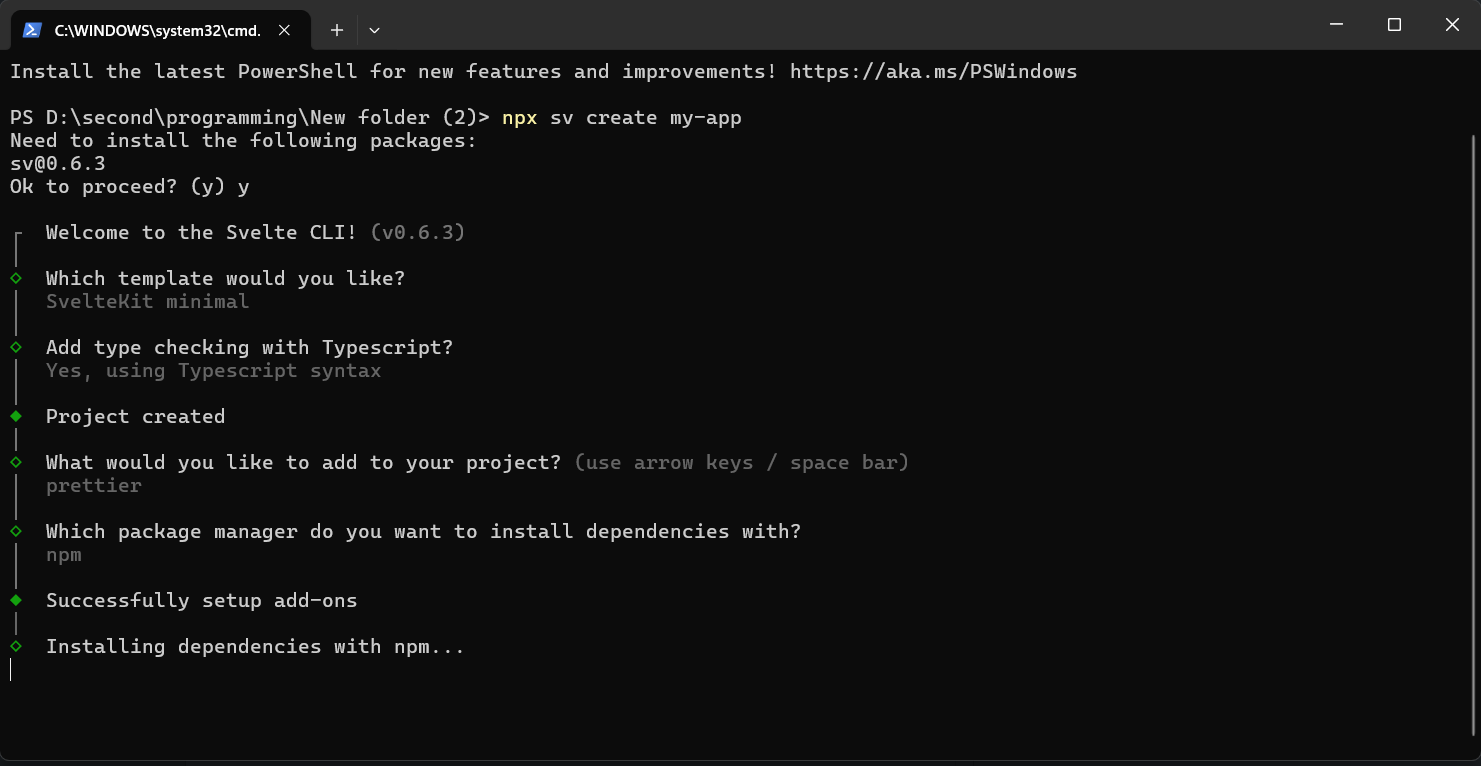 C:\WINDOWS\system32\cmd.
Install the latest PowerShell for new features and improvements! https://aka.ms/PSWindows
PS D:\second\programming\New folder (2)> npx sv create my-app
Need to install the following packages:
sv@0.6.3
Ok to proceed? (y) y
Welcome to the Svelte CLI! (v0.6.3)
Which template would you like?
SvelteKit minimal
Add type checking with Typescript?
Yes, using Typescript syntax
Project created
What would you like to add to your project? (use arrow keys / space bar)
prettier
Which package manager do you want to install dependencies with?
npm
Successfully setup add-ons
Installing dependencies with npm...